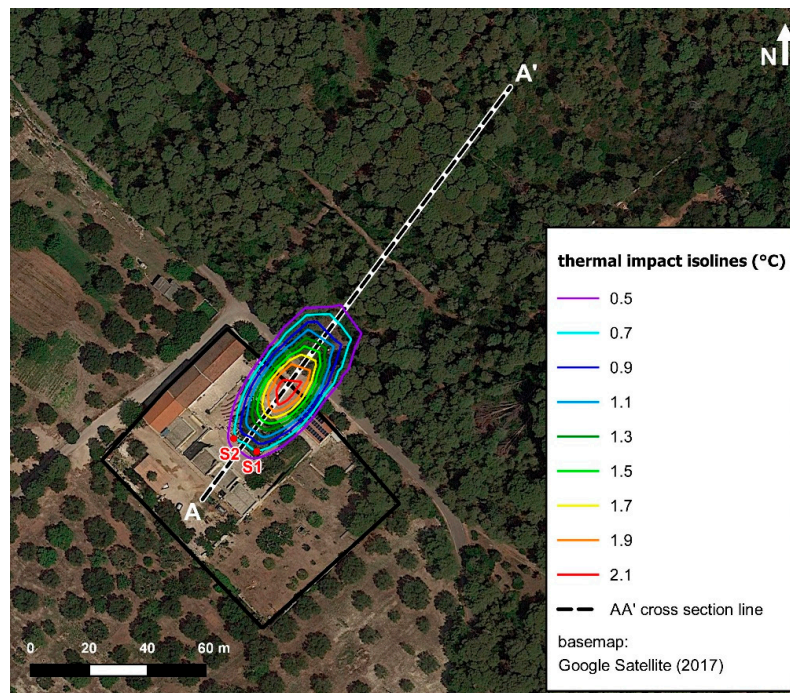 A'
N
thermal impact isolines (°C)
0.5
0.7
0.9
1.1
1.3
1.5
1.7
1.9
2.1
AA' cross section line
basemap:
Google Satellite (2017)
S2
S1
A
0 20 40 60 m